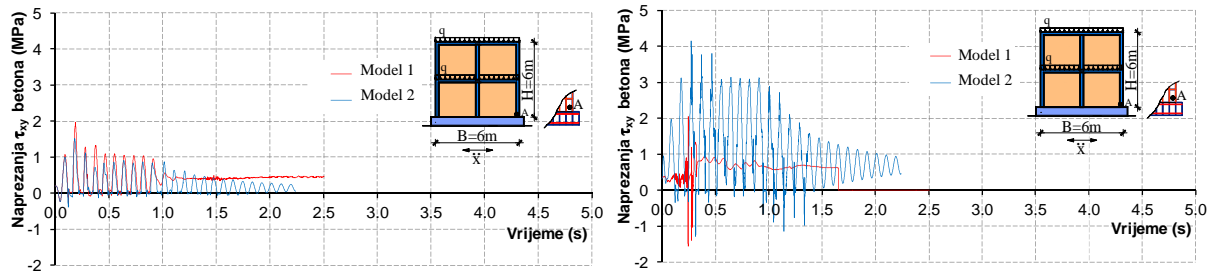 Naprezanja τxy betona (MPa)
5
4
3
2
1
0
-1
-2
0.0
0.5
1.0
1.5
2.0
2.5
3.0
3.5
4.0
4.5
5.0
Vrijeme (s)
Model 1
Model 2
q
q
H=6m
A
B=6m
ẍ
A
Naprezanja τxy betona (MPa)
5
4
3
2
1
0
-1
-2
0.0
0.5
1.0
1.5
2.0
2.5
3.0
3.5
4.0
4.5
5.0
Vrijeme (s)
Model 1
Model 2
q
q
H=6m
A
B=6m
ẍ
A